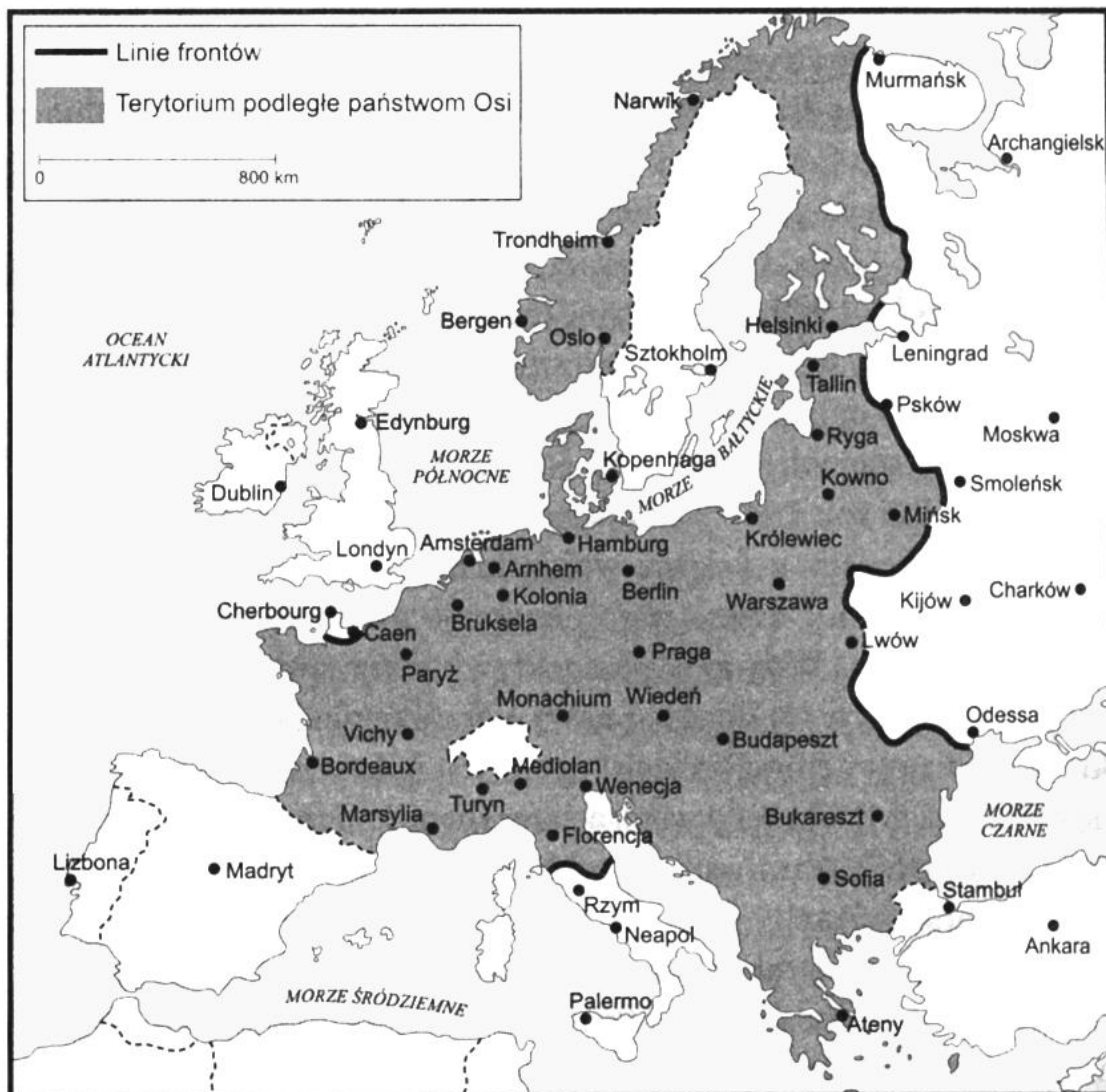 Linie frontów
Terytorium podległe państwom Osi
0 800 km
Murmańsk
Narwik
Archangielsk
Trondheim
Bergen
Oslo
Helsinki
Leningrad
OCEAN
ATLANTYCKI
Sztokholm
Tallin
Psków
Moskwa
Edynburg
MORZE
PÓŁNOCNE
MORZE BAŁTYCKIE
Ryga
Kopenhaga
Kowno
Smoleńsk
Dublin
Mińsk
Królewiec
Londyn
Amsterdam
Hamburg
Arnhem
Berlin
Warszawa
Kijów
Charków
Cherbourg
Kolonia
Bruksela
Caen
Lwów
Paryż
Praga
Monachium
Wiedeń
Odessa
Vichy
Budapeszt
Bordeaux
Mediolan
Wenecja
Turyn
Marsylia
Bukareszt
MORZE
CZARNE
Florencja
Lizbona
Madryt
Rzym
Sofia
Stambuł
Neapol
Ankara
MORZE ŚRÓDZIEMNE
Palermo
Ateny